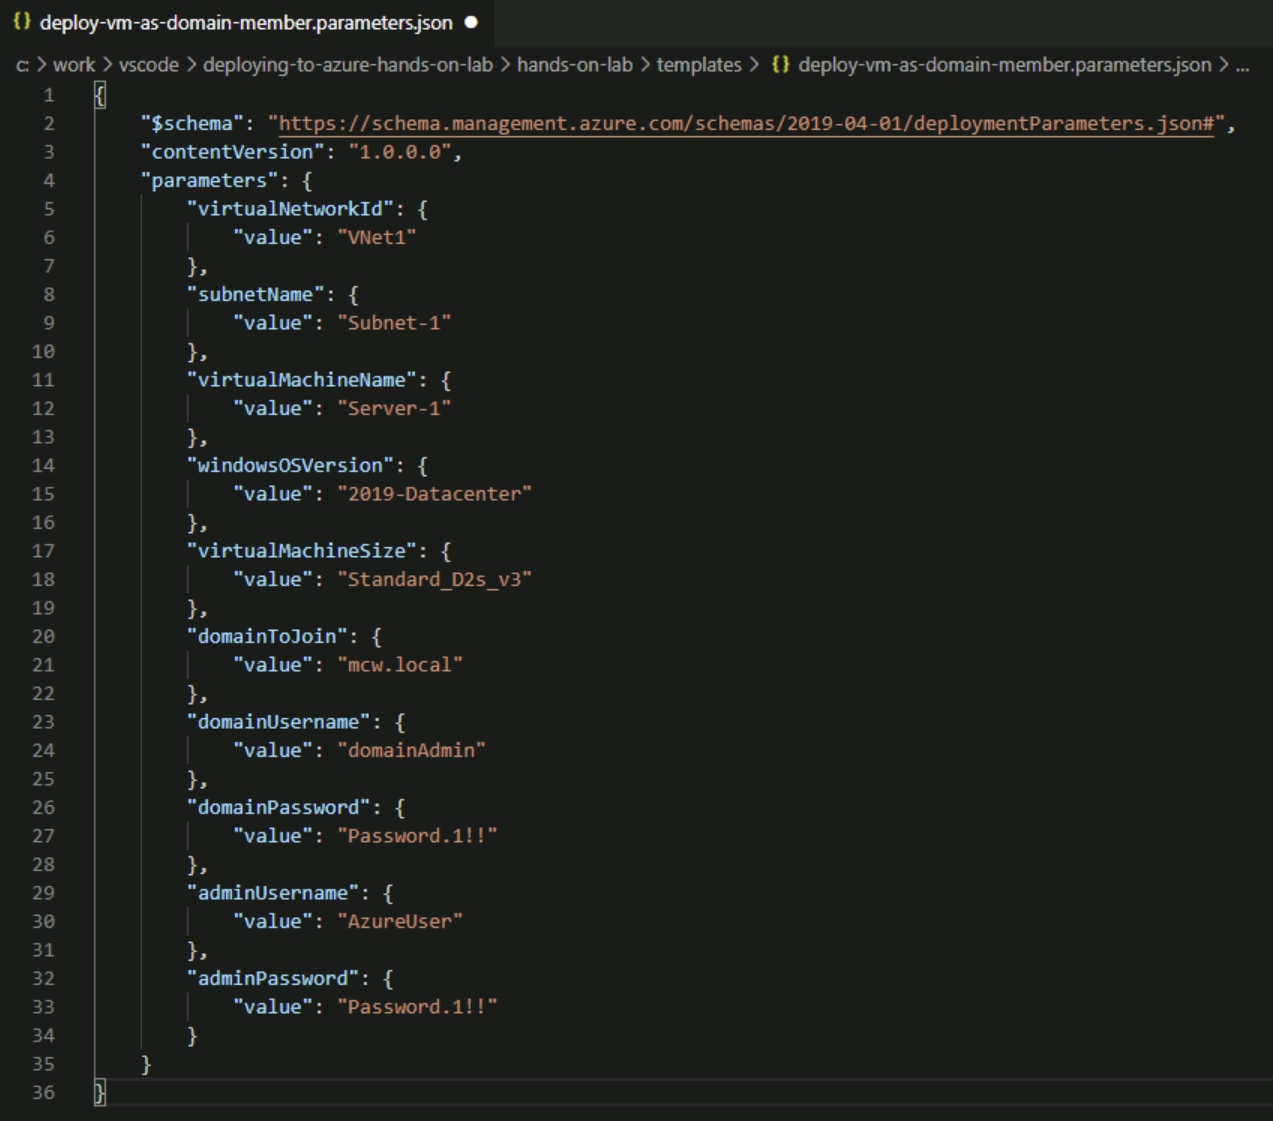 {} deploy-vm-as-domain-member.parameters.json ●
c: > work > vscode > deploying-to-azure-hands-on-lab > hands-on-lab > templates > {} deploy-vm-as-domain-member.parameters.json > ...
1 {
2 "$schema": "https://schema.management.azure.com/schemas/2019-04-01/deploymentParameters.json#",
3 "contentVersion": "1.0.0.0",
4 "parameters": {
5 "virtualNetworkId": {
6 "value": "VNet1"
7 },
8 "subnetName": {
9 "value": "Subnet-1"
10 },
11 "virtualMachineName": {
12 "value": "Server-1"
13 },
14 "windowsOSVersion": {
15 "value": "2019-Datacenter"
16 },
17 "virtualMachineSize": {
18 "value": "Standard_D2s_v3"
19 },
20 "domainToJoin": {
21 "value": "mcw.local"
22 },
23 "domainUsername": {
24 "value": "domainAdmin"
25 },
26 "domainPassword": {
27 "value": "Password.1!!"
28 },
29 "adminUsername": {
30 "value": "AzureUser"
31 },
32 "adminPassword": {
33 "value": "Password.1!!"
34 }
35 }
36 }